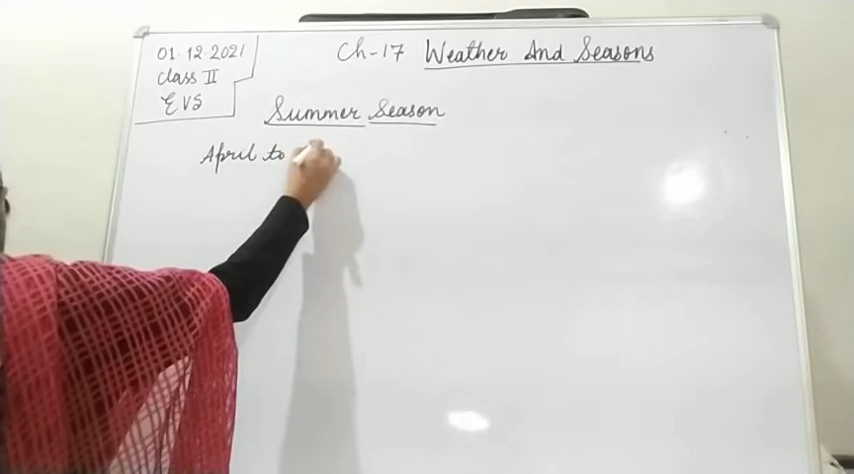 01.12.2021
Class II
EVS
Ch-17 Weather And Seasons
Summer Season
April to